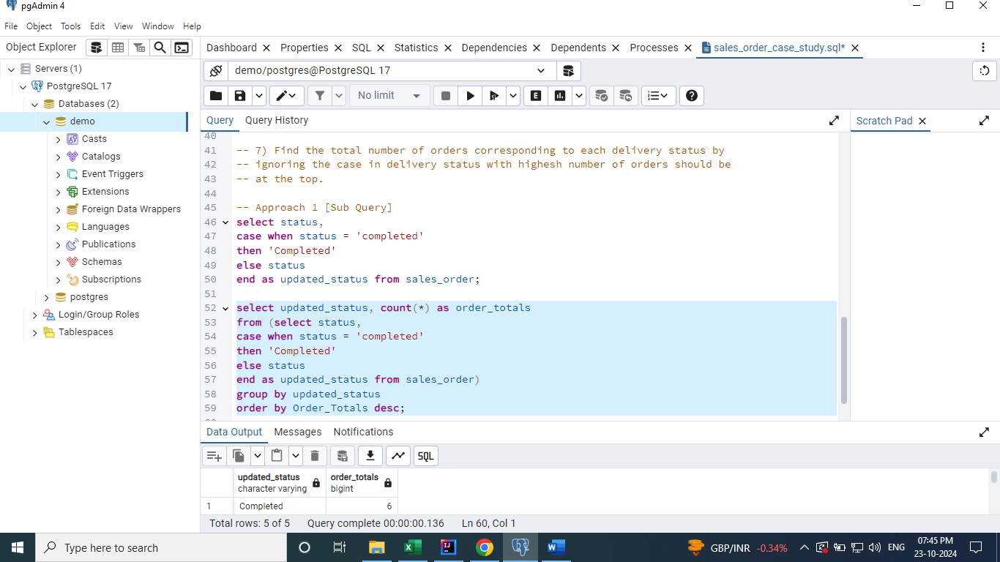 pgAdmin 4
File Object Tools Edit View Window Help
Object Explorer
Dashboard Properties SQL Statistics Dependencies Dependents Processes sales_order_case_study.sql*
Servers (1)
PostgreSQL 17
Databases (2)
demo
Casts
Catalogs
Event Triggers
Extensions
Foreign Data Wrappers
Languages
Publications
Schemas
Subscriptions
postgres
Login/Group Roles
Tablespaces
demo/postgres@PostgreSQL 17
No limit
E
Query Query History
Scratch Pad
40
41 -- 7) Find the total number of orders corresponding to each delivery status by
42 -- ignoring the case in delivery status with highesh number of orders should be
43 -- at the top.
44
45 -- Approach 1 [Sub Query]
46 select status,
47 case when status = 'completed'
48 then 'Completed'
49 else status
50 end as updated_status from sales_order;
51
52 select updated_status, count(*) as order_totals
53 from (select status,
54 case when status = 'completed'
55 then 'Completed'
56 else status
57 end as updated_status from sales_order)
58 group by updated_status
59 order by Order_Totals desc;
Data Output Messages Notifications
SQL
updated_status order_totals
character varying bigint
1 Completed 6
Total rows: 5 of 5 Query complete 00:00:00.136 Ln 60, Col 1
Type here to search
GBP/INR -0.34%
ENG
07:45 PM
23-10-2024